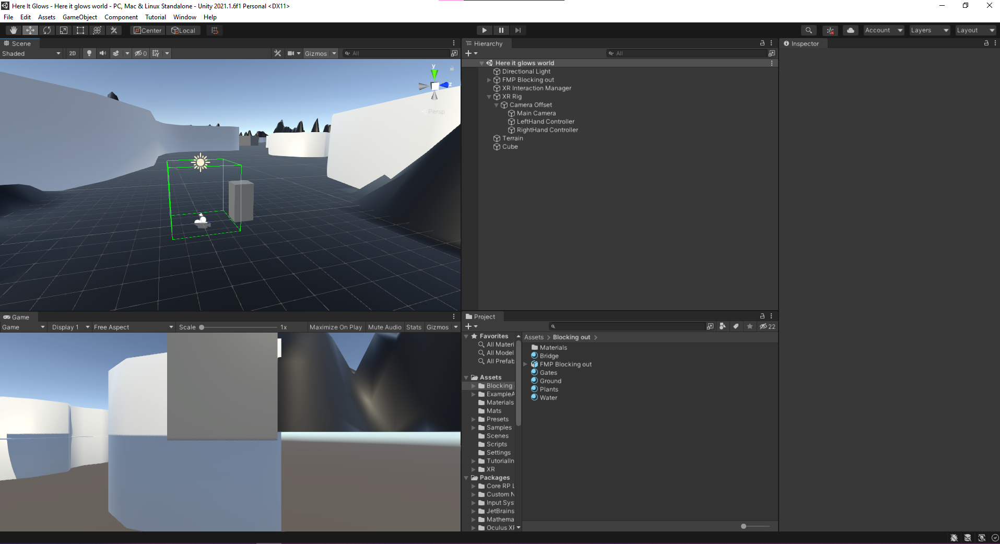 Here It Glows - Here it glows world - PC, Mac & Linux Standalone - Unity 2021.1.6f1 Personal <DX11>
File Edit Assets GameObject Component Tutorial Window Help
Center Local Account Layers Layout
Scene
Shaded 2D 0 Gizmos All
y
z
Persp
Hierarchy
All
Here it glows world
Directional Light
FMP Blocking out
XR Interaction Manager
XR Rig
Camera Offset
Main Camera
LeftHand Controller
RightHand Controller
Terrain
Cube
Inspector
Game
Game Display 1 Free Aspect Scale 1x Maximize On Play Mute Audio Stats Gizmos
Project
22
Favorites
All Materi
All Model
All Prefab
Assets
Blocking
ExampleA
Materials
Mats
Presets
Samples
Scenes
Scripts
Settings
TutorialIn
XR
Packages
Core RP L
Custom N
Input Sys
JetBrains
Mathema
Oculus XR
Assets > Blocking out >
Materials
Bridge
FMP Blocking out
Gates
Ground
Plants
Water